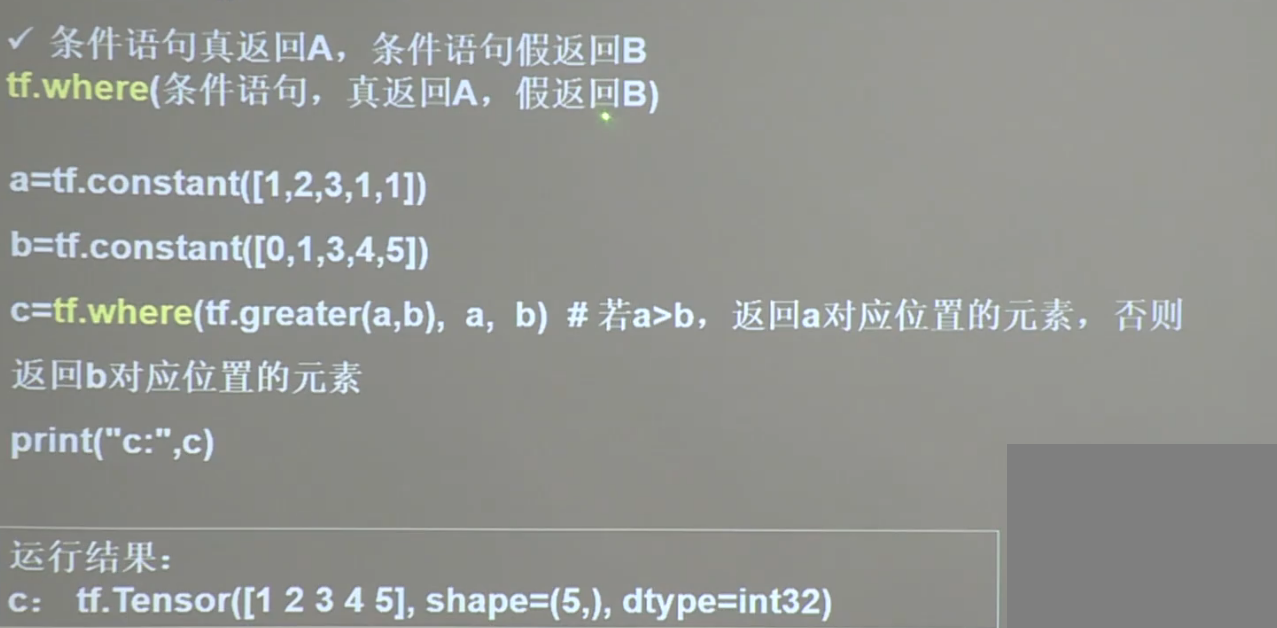 ✓ 条件语句真返回A，条件语句假返回B
tf.where(条件语句，真返回A，假返回B)
a=tf.constant([1,2,3,1,1])
b=tf.constant([0,1,3,4,5])
c=tf.where(tf.greater(a,b), a, b) # 若a>b，返回a对应位置的元素，否则
返回b对应位置的元素
print("c:",c)
运行结果：
c： tf.Tensor([1 2 3 4 5], shape=(5,), dtype=int32)